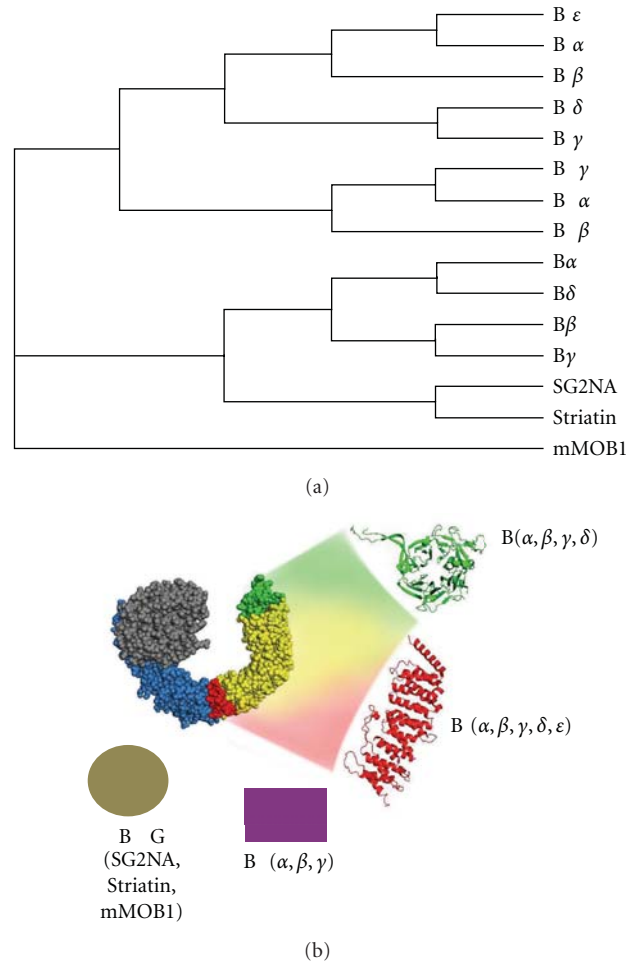 B ε
B α
B β
B δ
B γ
B γ
B α
B β
Bα
Bδ
Bβ
Bγ
SG2NA
Striatin
mMOB1
(a)
B(α, β, γ, δ)
B (α, β, γ, δ, ε)
B G
(SG2NA,
Striatin,
mMOB1)
B (α, β, γ)
(b)